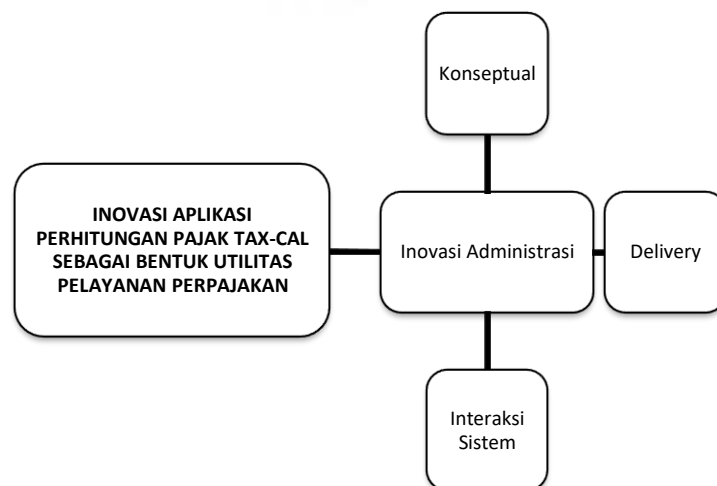 Konseptual
INOVASI APLIKASI
PERHITUNGAN PAJAK TAX-CAL
SEBAGAI BENTUK UTILITAS
PELAYANAN PERPAJAKAN
Inovasi Administrasi
Delivery
Interaksi
Sistem